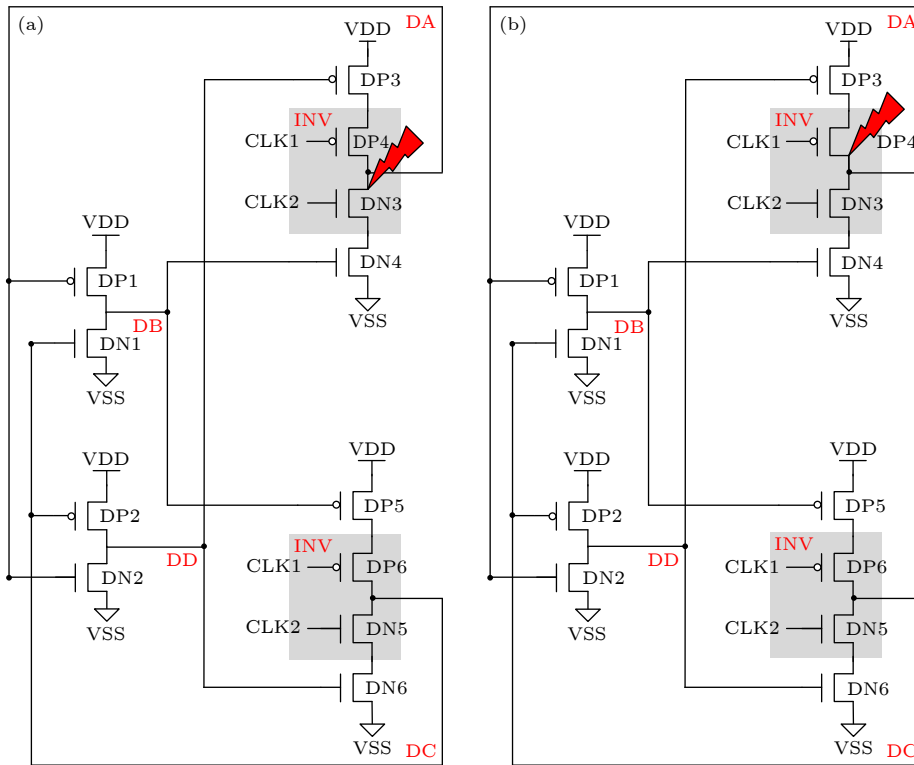 (a)
DA
VDD
DP3
INV
CLK1
DP4
CLK2
DN3
VDD
DP1
DN4
DB
VSS
DN1
VSS
VDD
VDD
DP2
DP5
DD
INV
CLK1
DP6
DN2
VSS
CLK2
DN5
DN6
VSS
DC
(b)
DA
VDD
DP3
INV
CLK1
DP4
CLK2
DN3
VDD
DP1
DN4
DB
VSS
DN1
VSS
VDD
VDD
DP2
DP5
DD
INV
CLK1
DP6
DN2
VSS
CLK2
DN5
DN6
VSS
DC